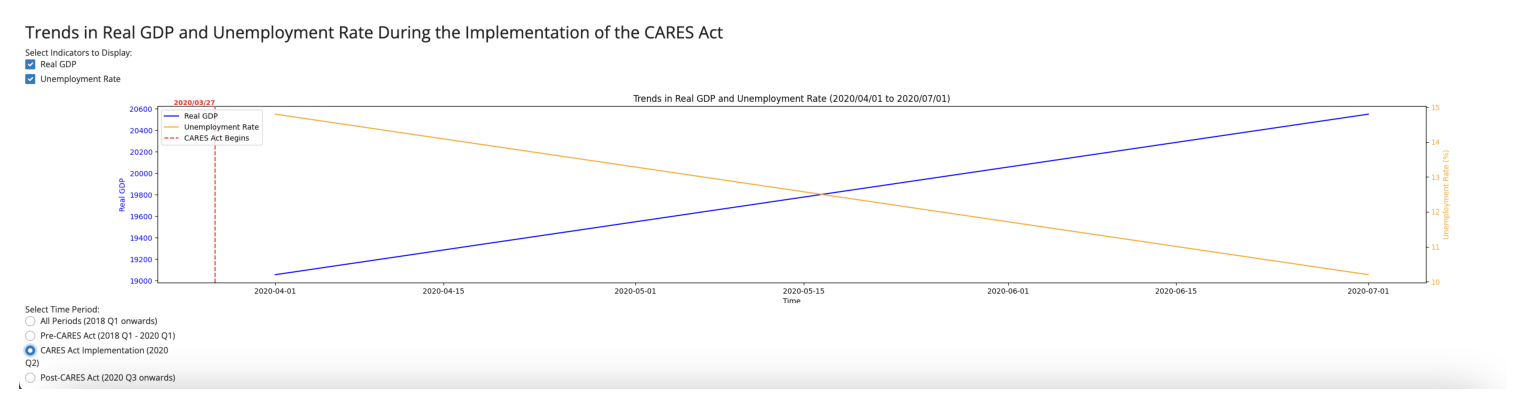 Trends in Real GDP and Unemployment Rate During the Implementation of the CARES Act
Select Indicators to Display:
Real GDP
Unemployment Rate
Trends in Real GDP and Unemployment Rate (2020/04/01 to 2020/07/01)
2020/03/27
Real GDP
Unemployment Rate
CARES Act Begins
Real GDP
20600
20400
20200
20000
19800
19600
19400
19200
19000
15
14
13
12
11
10
Unemployment Rate (%)
2020-04-01 2020-04-15 2020-05-01 2020-05-15 2020-06-01 2020-06-15 2020-07-01
Time
Select Time Period:
All Periods (2018 Q1 onwards)
Pre-CARES Act (2018 Q1 - 2020 Q1)
CARES Act Implementation (2020
Q2)
Post-CARES Act (2020 Q3 onwards)